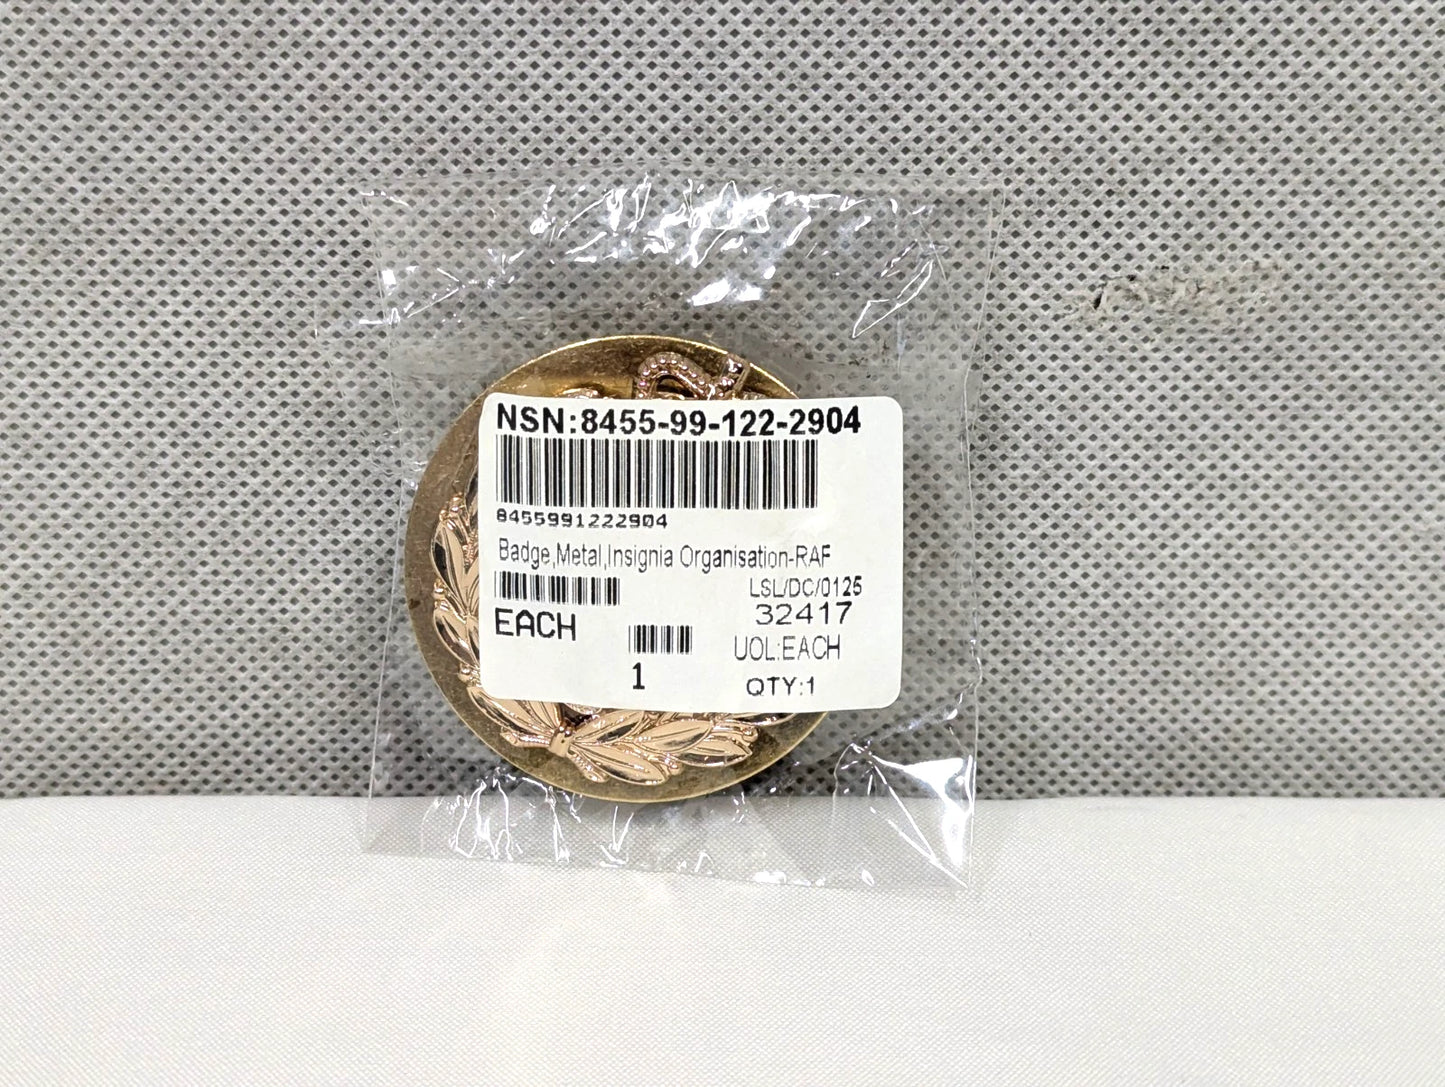 NSN:8455-99-122-2904
8455991222904
Badge,Metal,Insignia Organisation-RAF
LSL/DC/0125
32417
EACH
UOL:EACH
1
QTY:1